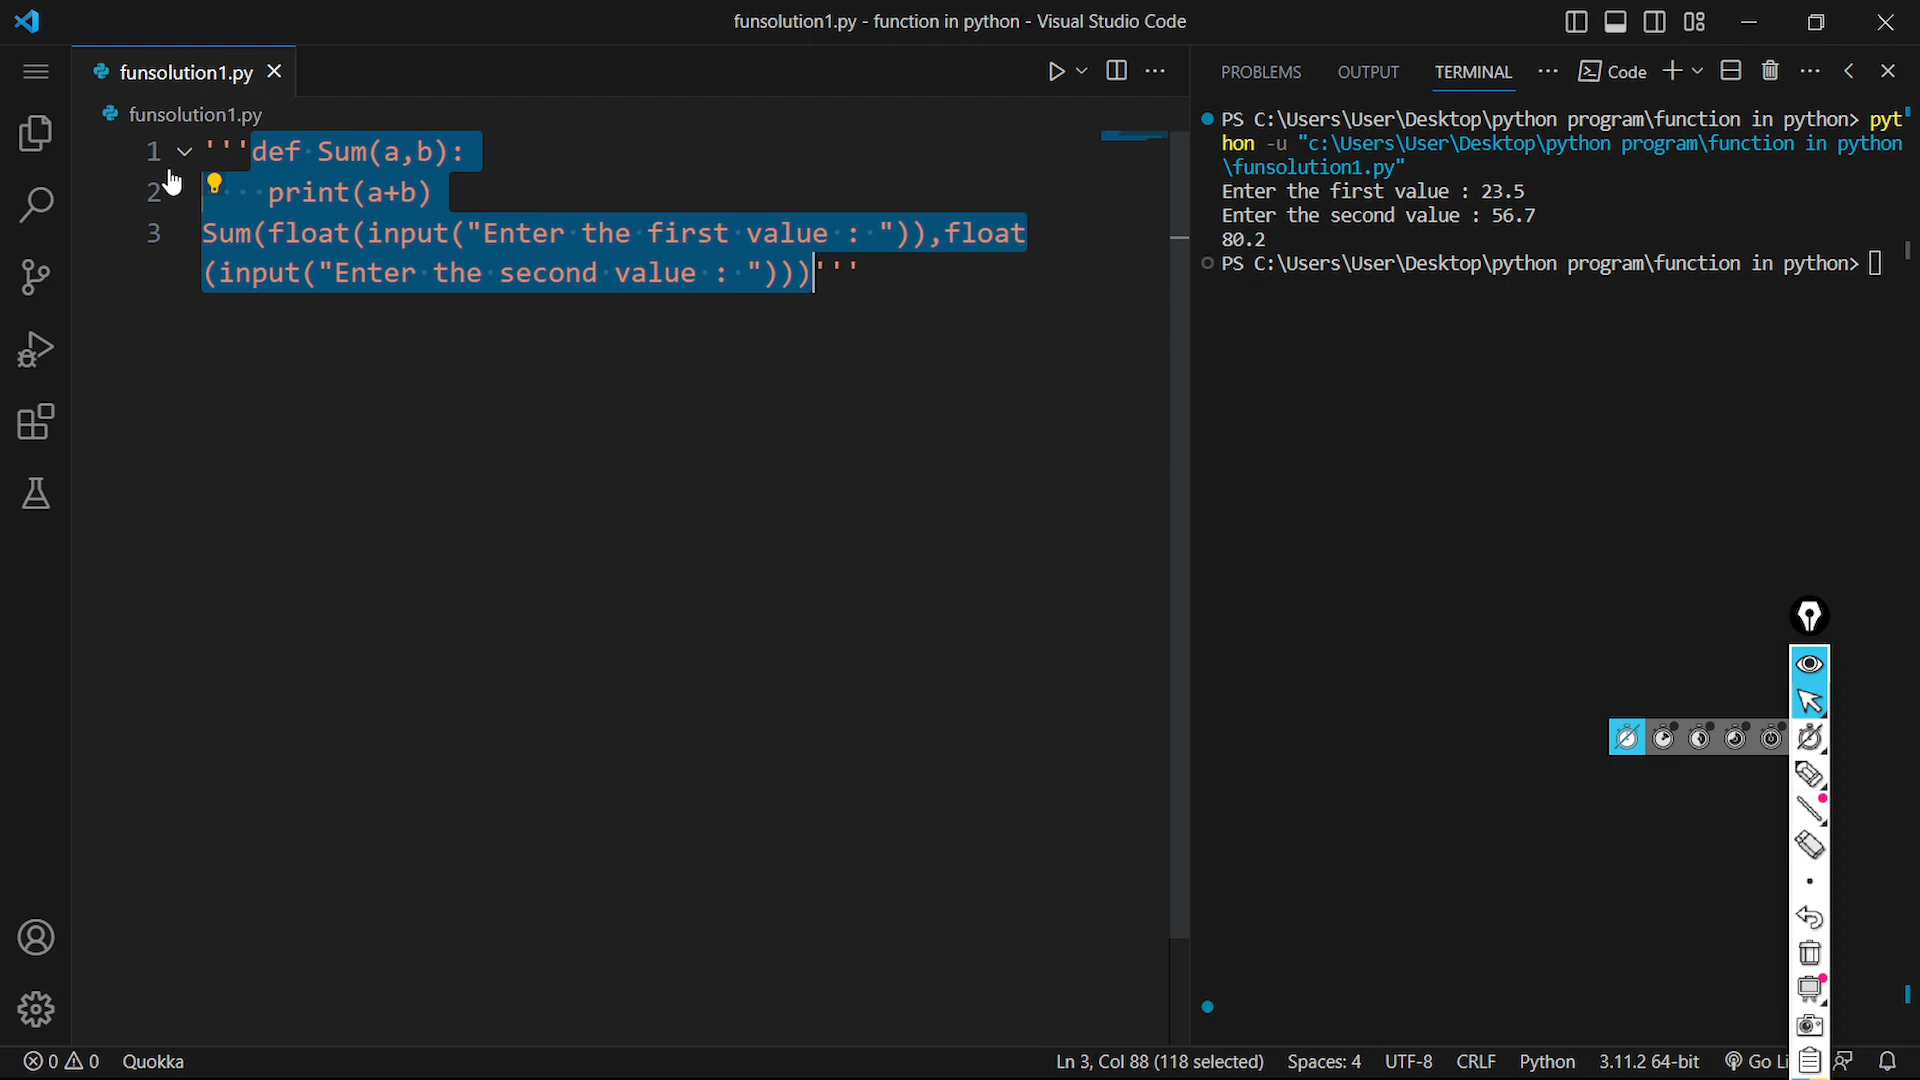 funsolution1.py - function in python - Visual Studio Code
funsolution1.py
funsolution1.py
1 '''def Sum(a,b):
2 print(a+b)
3 Sum(float(input("Enter the first value : ")),float
(input("Enter the second value : ")))'''
PROBLEMS OUTPUT TERMINAL Code
PS C:\Users\User\Desktop\python program\function in python> pyt
hon -u "c:\Users\User\Desktop\python program\function in python
\funsolution1.py"
Enter the first value : 23.5
Enter the second value : 56.7
80.2
PS C:\Users\User\Desktop\python program\function in python>
0 0 Quokka Ln 3, Col 88 (118 selected) Spaces: 4 UTF-8 CRLF Python 3.11.2 64-bit Go Li